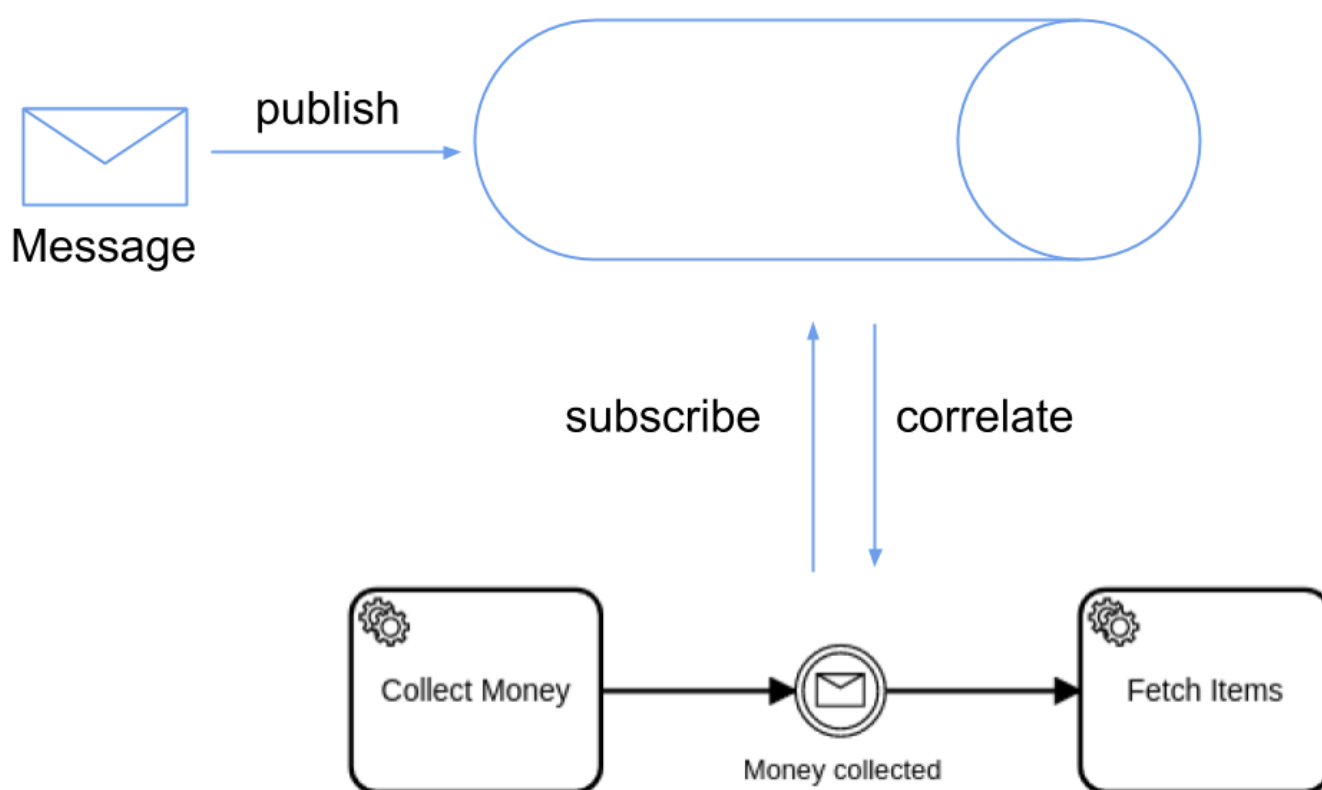 publish
Message
subscribe
correlate
Collect Money
Fetch Items
Money collected